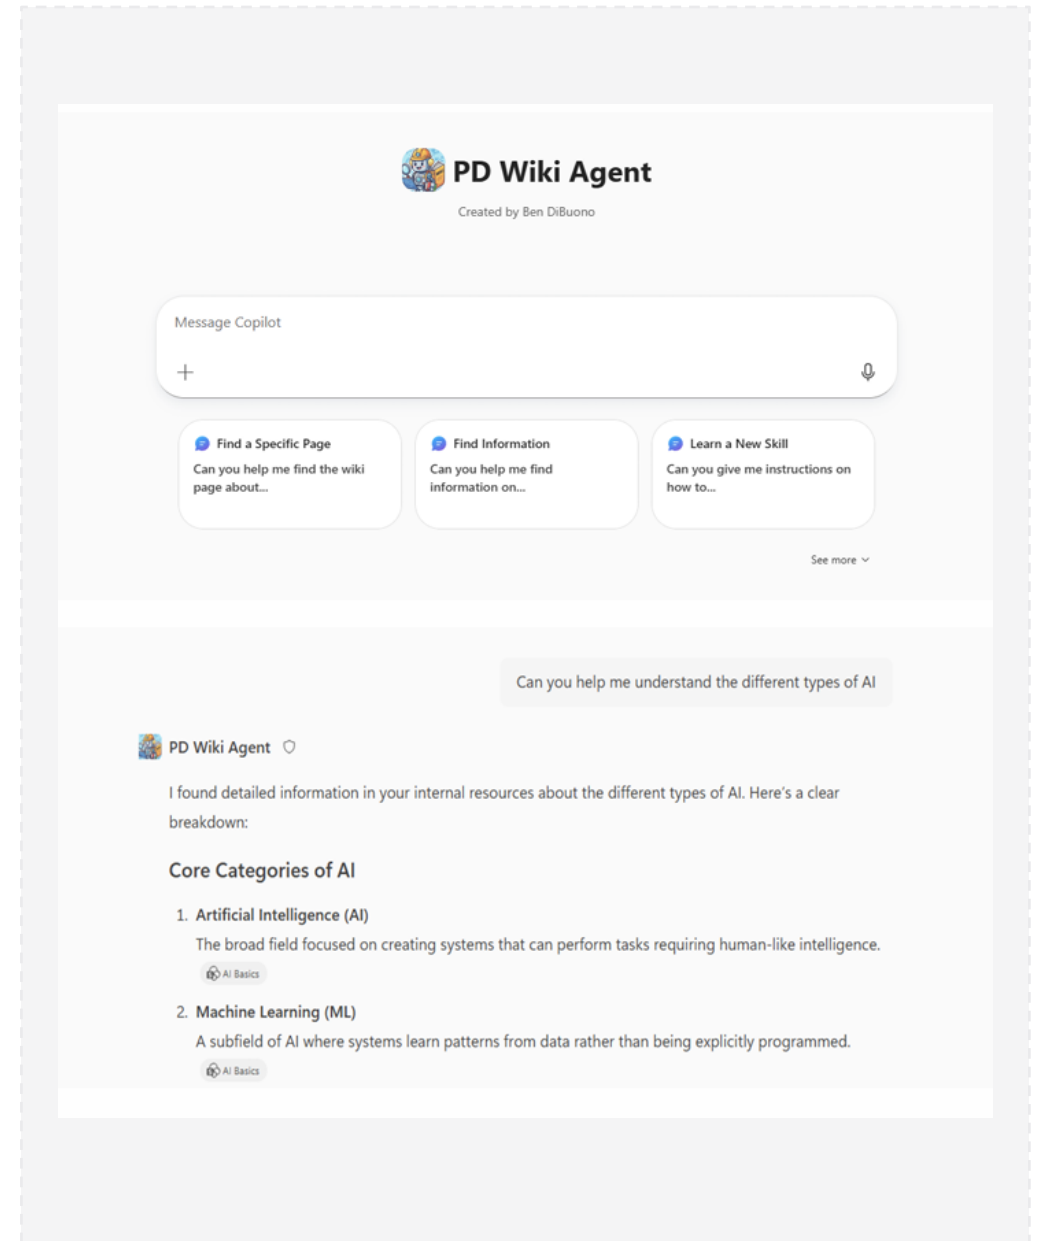 PD Wiki Agent
Created by Ben DiBuono
Message Copilot
Find a Specific Page
Can you help me find the wiki
page about...
Find Information
Can you help me find
information on...
Learn a New Skill
Can you give me instructions on
how to...
See more
Can you help me understand the different types of AI
PD Wiki Agent
I found detailed information in your internal resources about the different types of AI. Here's a clear
breakdown:
Core Categories of AI
1. Artificial Intelligence (AI)
The broad field focused on creating systems that can perform tasks requiring human-like intelligence.
AI Basics
2. Machine Learning (ML)
A subfield of AI where systems learn patterns from data rather than being explicitly programmed.
AI Basics